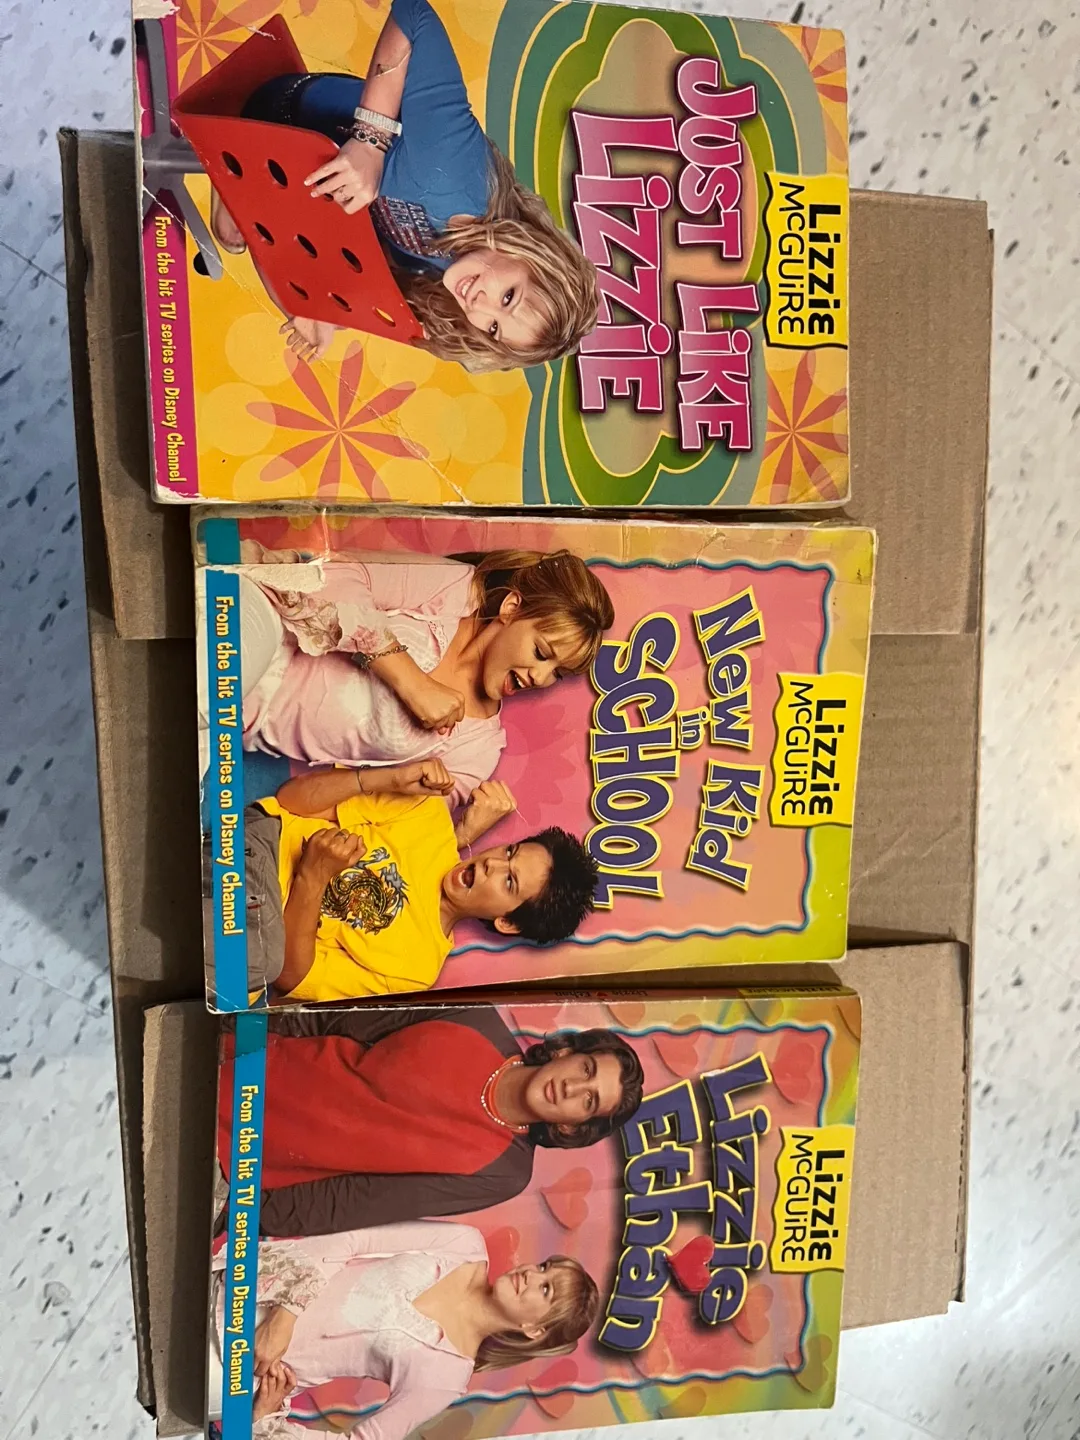 Lizzie
McGUiRE
JUST LiKE
LiZZiE
From the hit TV series on Disney Channel
Lizzie
McGUiRE
New Kid
in
SCHOOL
From the hit TV series on Disney Channel
Lizzie
McGUiRE
Lizzie
Ethan
From the hit TV series on Disney Channel